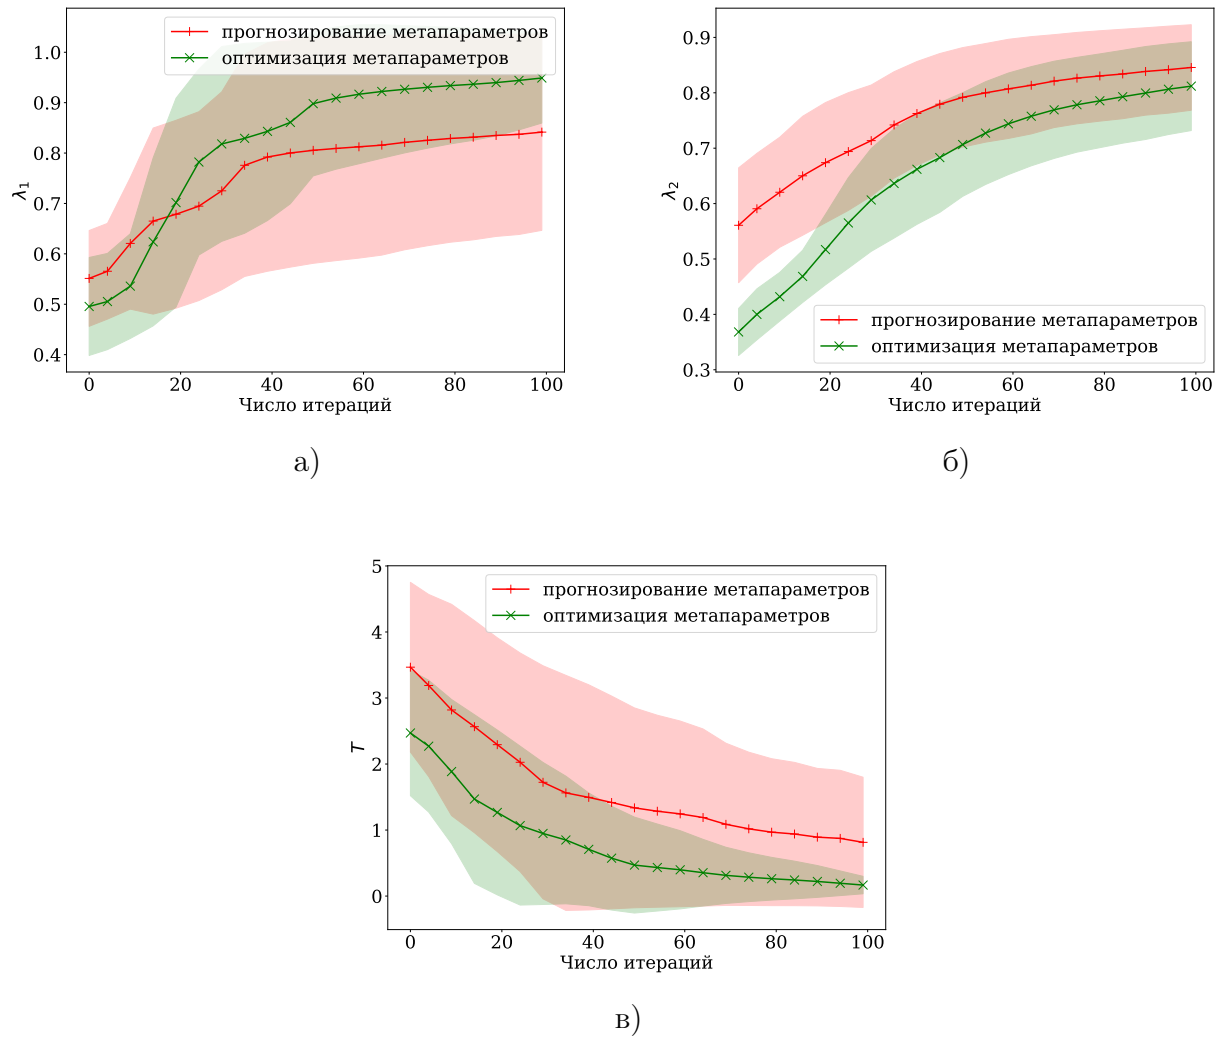 прогнозирование метапараметров
оптимизация метапараметров
1.0
0.9
0.8
0.7
0.6
0.5
0.4
λ₁
0 20 40 60 80 100
Число итераций
а)
0.9
0.8
0.7
0.6
0.5
0.4
0.3
λ₂
прогнозирование метапараметров
оптимизация метапараметров
0 20 40 60 80 100
Число итераций
б)
5
4
3
2
1
0
T
прогнозирование метапараметров
оптимизация метапараметров
0 20 40 60 80 100
Число итераций
в)